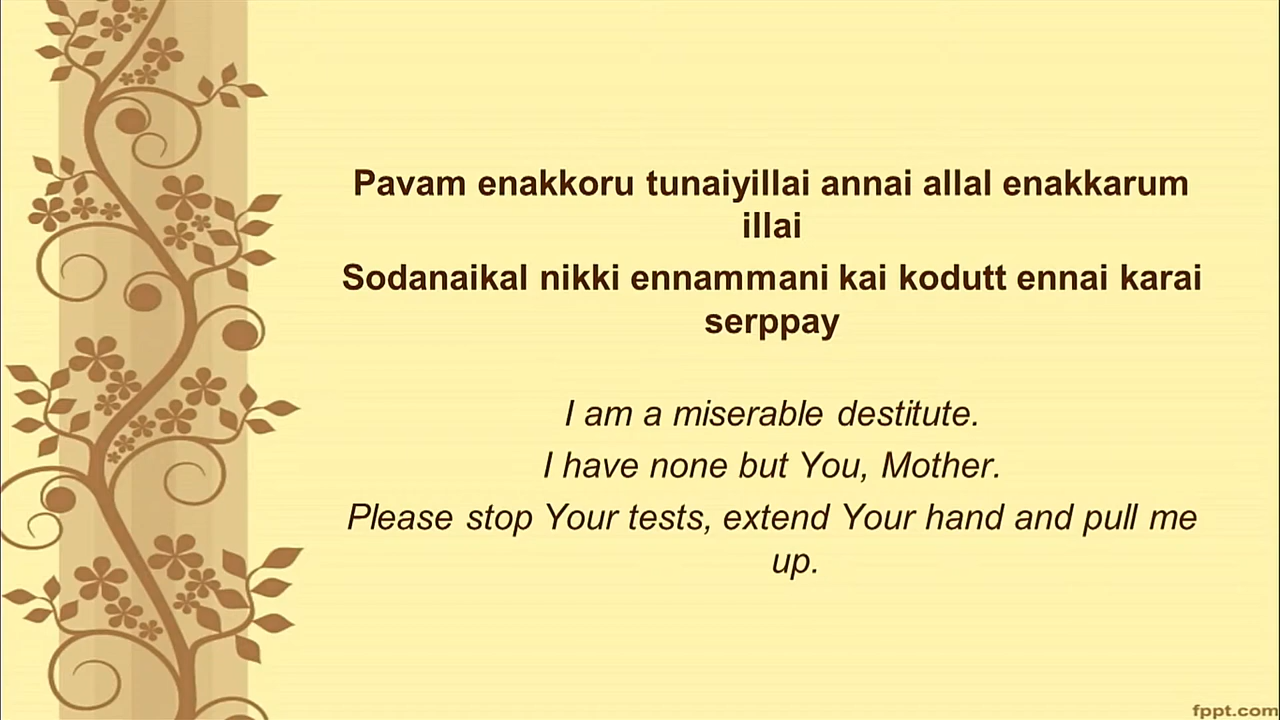 Pavam enakkoru tunaiyillai annai allal enakkarum
illai
Sodanaikal nikki ennammani kai kodutt ennai karai
serppay
I am a miserable destitute.
I have none but You, Mother.
Please stop Your tests, extend Your hand and pull me
up.
fppt.com